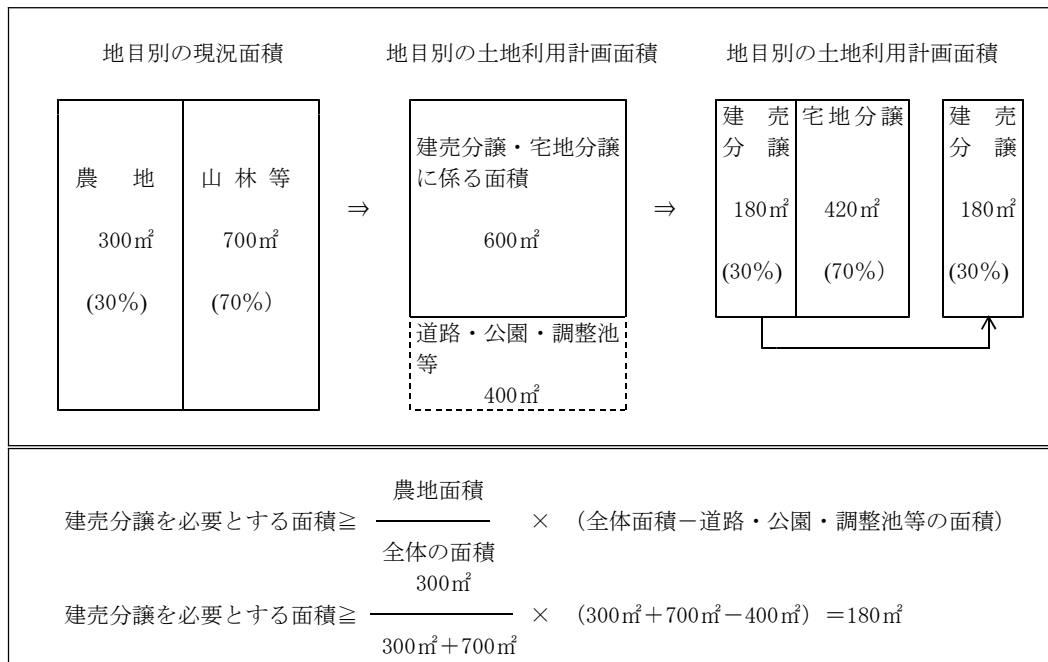 地目別の現況面積 地目別の土地利用計画面積 地目別の土地利用計画面積
農 地
300㎡
(30%)
山 林 等
700㎡
(70%)
⇒
建売分譲・宅地分譲
に係る面積
600㎡
道路・公園・調整池
等
400㎡
⇒
建 売
分 譲
180㎡
(30%)
宅地分譲
420㎡
(70%)
建 売
分 譲
180㎡
(30%)
農地面積
建売分譲を必要とする面積≧ × (全体面積-道路・公園・調整池等の面積)
全体の面積
300㎡
建売分譲を必要とする面積≧ × (300㎡+700㎡-400㎡) =180㎡
300㎡+700㎡